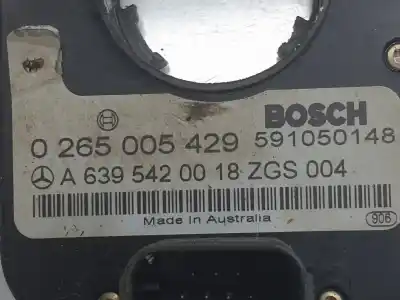 BOSCH
0 265 005 429 591050148
A 639 542 00 18 ZGS 004
Made in Australia
906